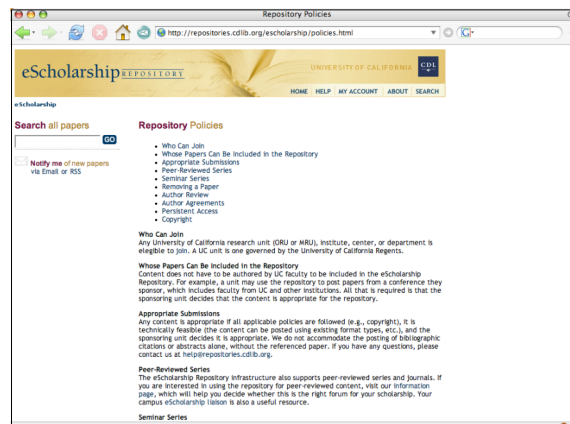 Repository Policies
http://repositories.cdlib.org/escholarship/policies.html
eScholarship REPOSITORY
UNIVERSITY OF CALIFORNIA
CDL
HOME HELP MY ACCOUNT ABOUT SEARCH
eScholarship
Search all papers
GO
Notify me of new papers
via Email or RSS
Repository Policies
• Who Can Join
• Whose Papers Can Be Included in the Repository
• Appropriate Submissions
• Peer-Reviewed Series
• Seminar Series
• Removing a Paper
• Author Review
• Author Agreements
• Persistent Access
• Copyright
Who Can Join
Any University of California research unit (ORU or MRU), institute, center, or department is
elegible to join. A UC unit is one governed by the University of California Regents.
Whose Papers Can Be Included in the Repository
Content does not have to be authored by UC faculty to be included in the eScholarship
Repository. For example, a unit may use the repository to post papers from a conference they
sponsor, which includes faculty from UC and other institutions. All that is required is that the
sponsoring unit decides that the content is appropriate for the repository.
Appropriate Submissions
Any content is appropriate if all applicable policies are followed (e.g., copyright), it is
technically feasible (the content can be posted using existing format types, etc.), and the
sponsoring unit decides it is appropriate. We do not accommodate the posting of bibliographic
citations or abstracts alone, without the referenced paper. If you have any questions, please
contact us at help@repositories.cdlib.org.
Peer-Reviewed Series
The eScholarship Repository infrastructure also supports peer-reviewed series and journals. If
you are interested in using the repository for peer-reviewed content, visit our information
page, which will help you decide whether this is the right forum for your scholarship. Your
campus eScholarship liaison is also a useful resource.
Seminar Series